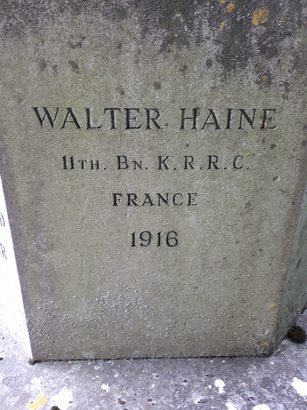 WALTER HAINE
11TH. BN. K.R.R.C.
FRANCE
1916